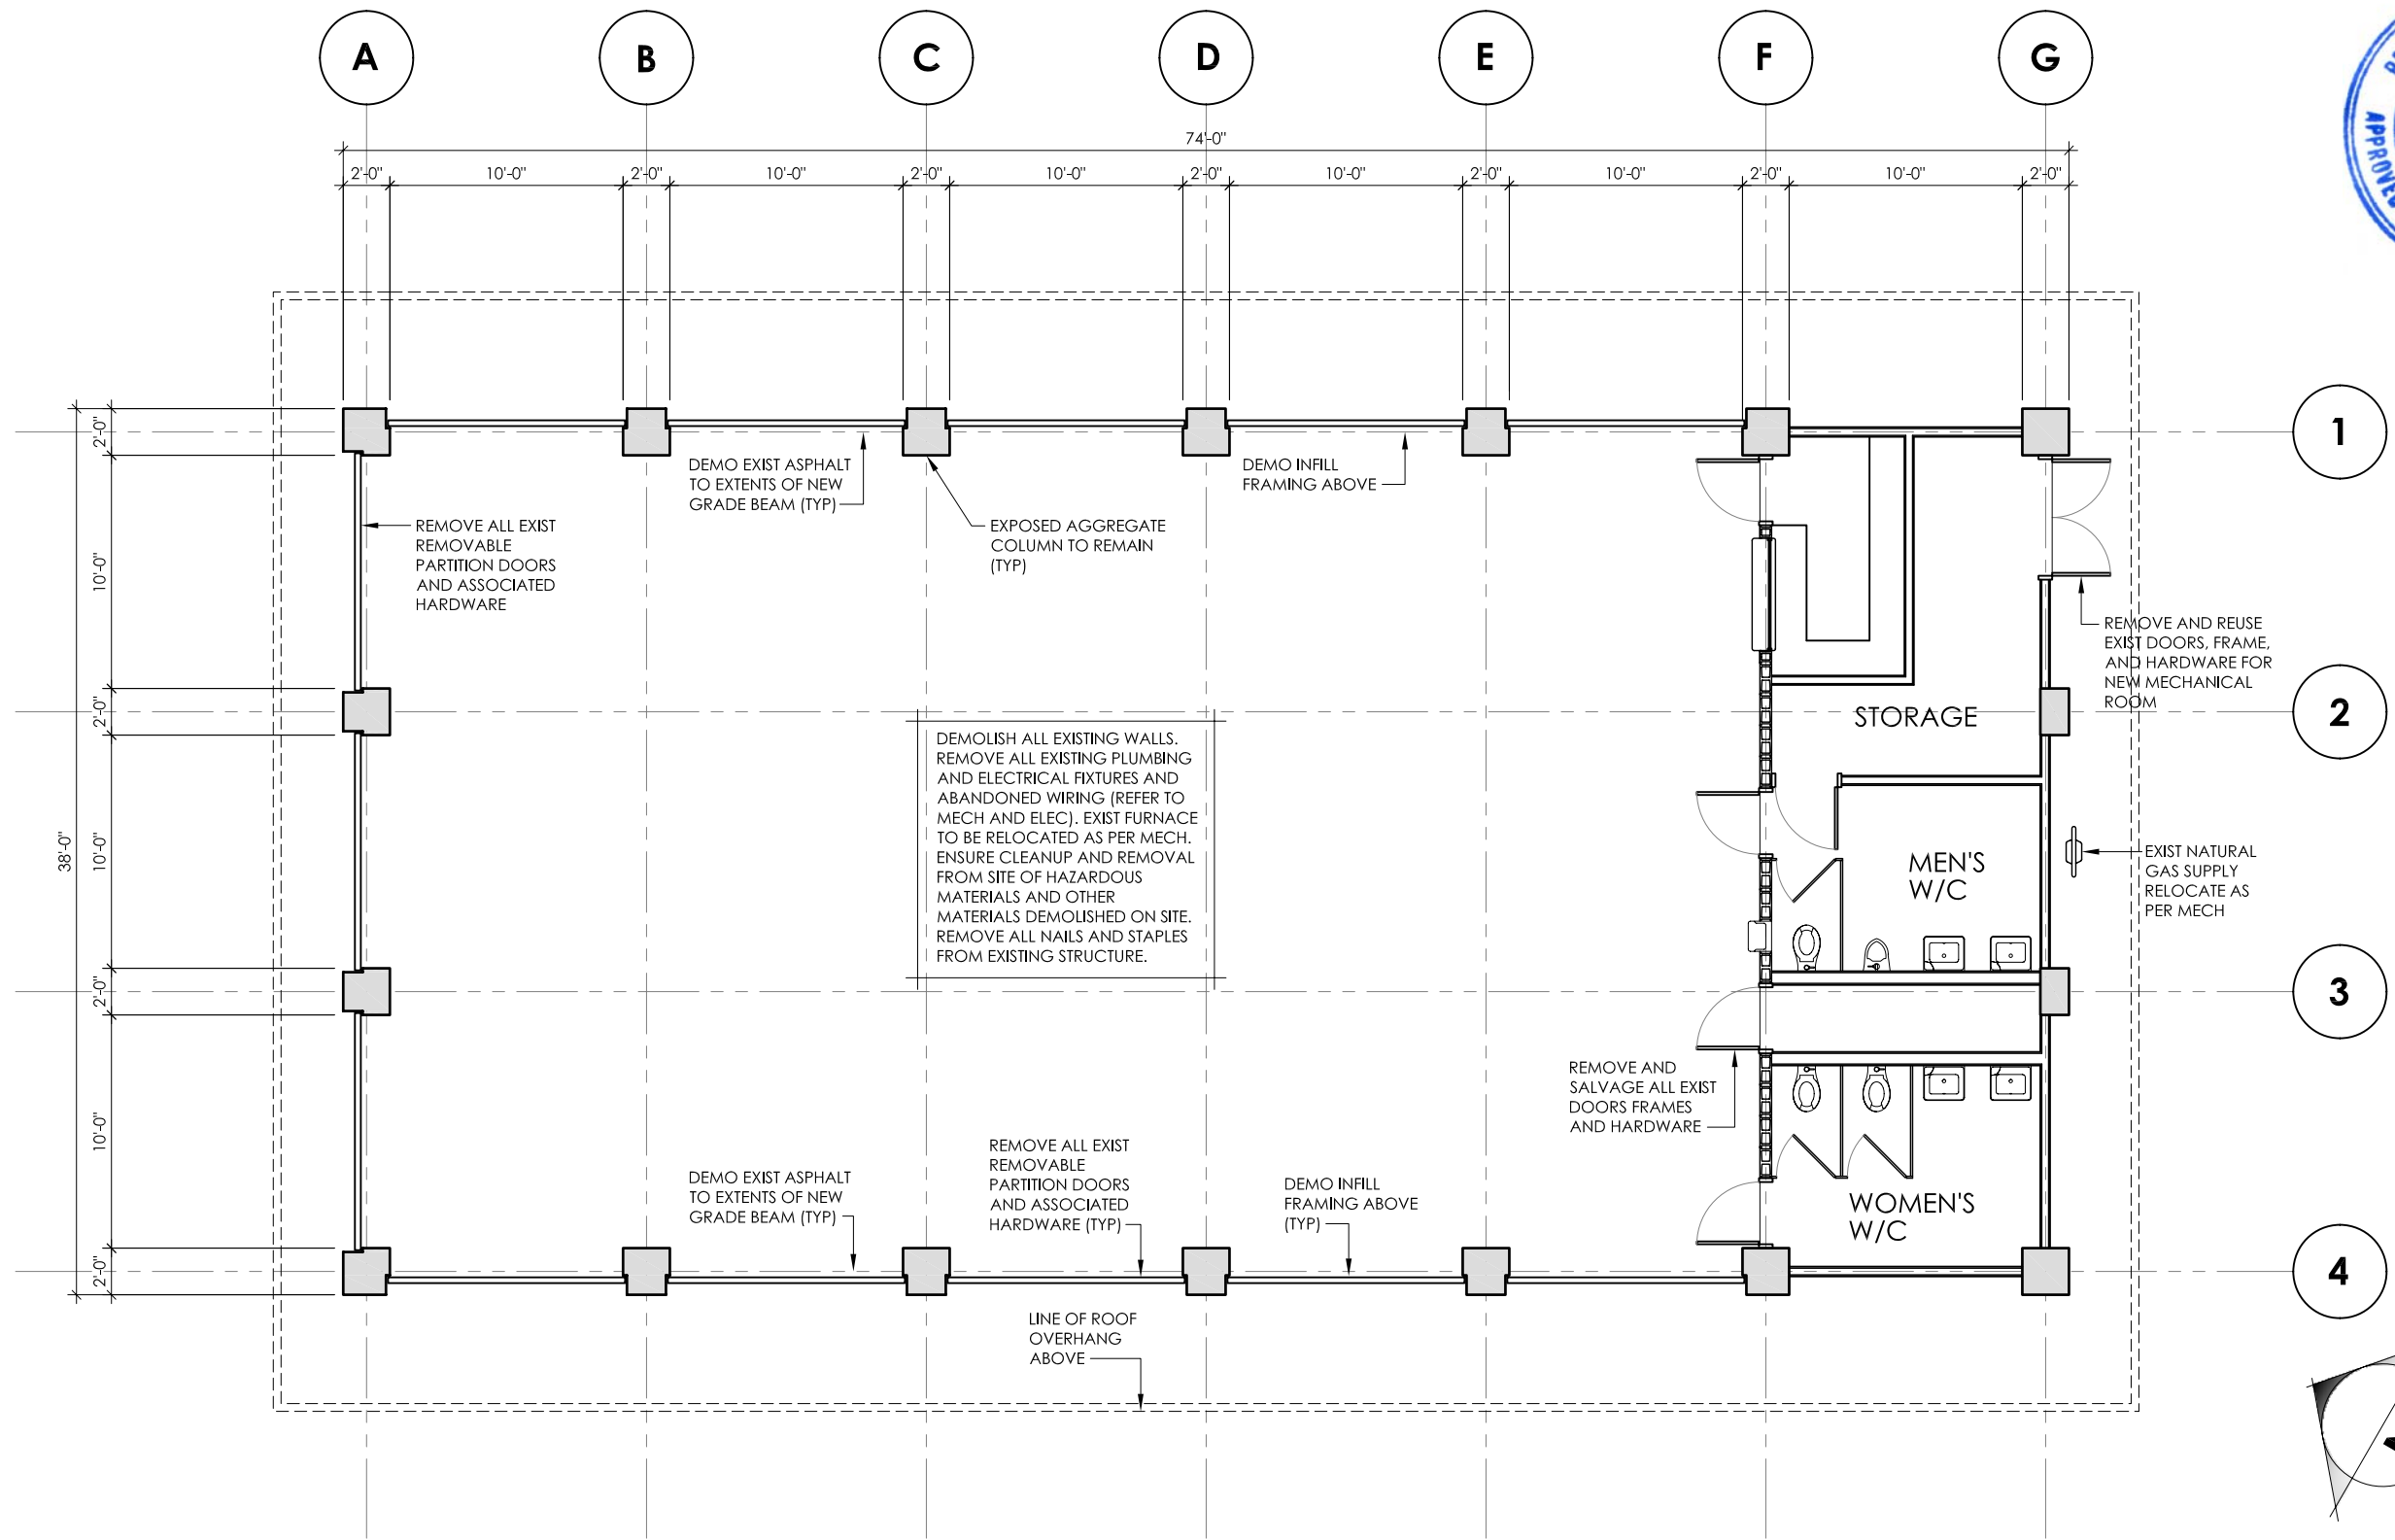 A B C D E F G
74'-0"
2'-0" 10'-0" 2'-0" 10'-0" 2'-0" 10'-0" 2'-0" 10'-0" 2'-0" 10'-0" 2'-0" 10'-0" 2'-0"
APPROVED
1
2
3
4
38'-0"
2'-0"
10'-0"
2'-0"
10'-0"
2'-0"
10'-0"
2'-0"
REMOVE ALL EXIST
REMOVABLE
PARTITION DOORS
AND ASSOCIATED
HARDWARE
DEMO EXIST ASPHALT
TO EXTENTS OF NEW
GRADE BEAM (TYP)
EXPOSED AGGREGATE
COLUMN TO REMAIN
(TYP)
DEMO INFILL
FRAMING ABOVE
REMOVE AND REUSE
EXIST DOORS, FRAME,
AND HARDWARE FOR
NEW MECHANICAL
ROOM
STORAGE
DEMOLISH ALL EXISTING WALLS.
REMOVE ALL EXISTING PLUMBING
AND ELECTRICAL FIXTURES AND
ABANDONED WIRING (REFER TO
MECH AND ELEC). EXIST FURNACE
TO BE RELOCATED AS PER MECH.
ENSURE CLEANUP AND REMOVAL
FROM SITE OF HAZARDOUS
MATERIALS AND OTHER
MATERIALS DEMOLISHED ON SITE.
REMOVE ALL NAILS AND STAPLES
FROM EXISTING STRUCTURE.
MEN'S
W/C
EXIST NATURAL
GAS SUPPLY
RELOCATE AS
PER MECH
REMOVE AND
SALVAGE ALL EXIST
DOORS FRAMES
AND HARDWARE
WOMEN'S
W/C
DEMO EXIST ASPHALT
TO EXTENTS OF NEW
GRADE BEAM (TYP)
REMOVE ALL EXIST
REMOVABLE
PARTITION DOORS
AND ASSOCIATED
HARDWARE (TYP)
DEMO INFILL
FRAMING ABOVE
(TYP)
LINE OF ROOF
OVERHANG
ABOVE